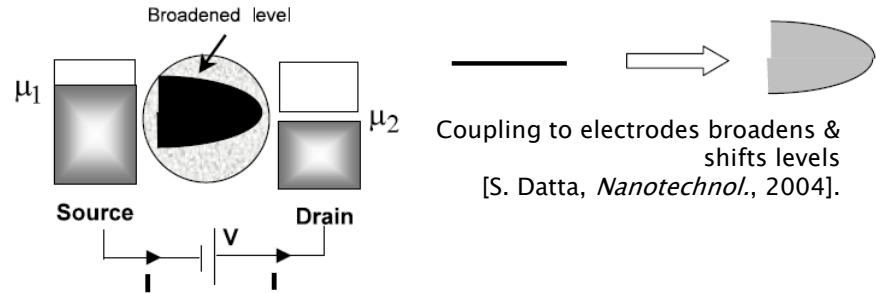 Broadened level
μ1
μ2
Source
Drain
V
I
I
Coupling to electrodes broadens &
shifts levels
[S. Datta, Nanotechnol., 2004].